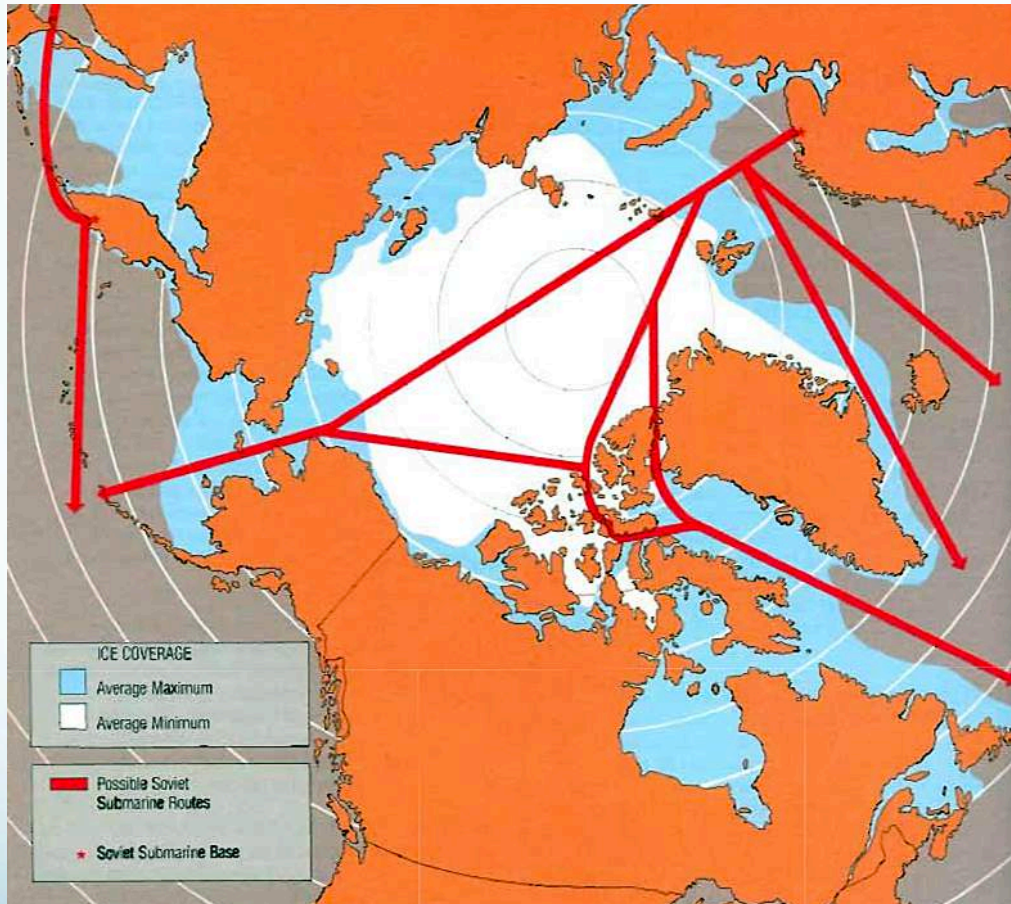 ICE COVERAGE
Average Maximum
Average Minimum
Possible Soviet
Submarine Routes
Soviet Submarine Base